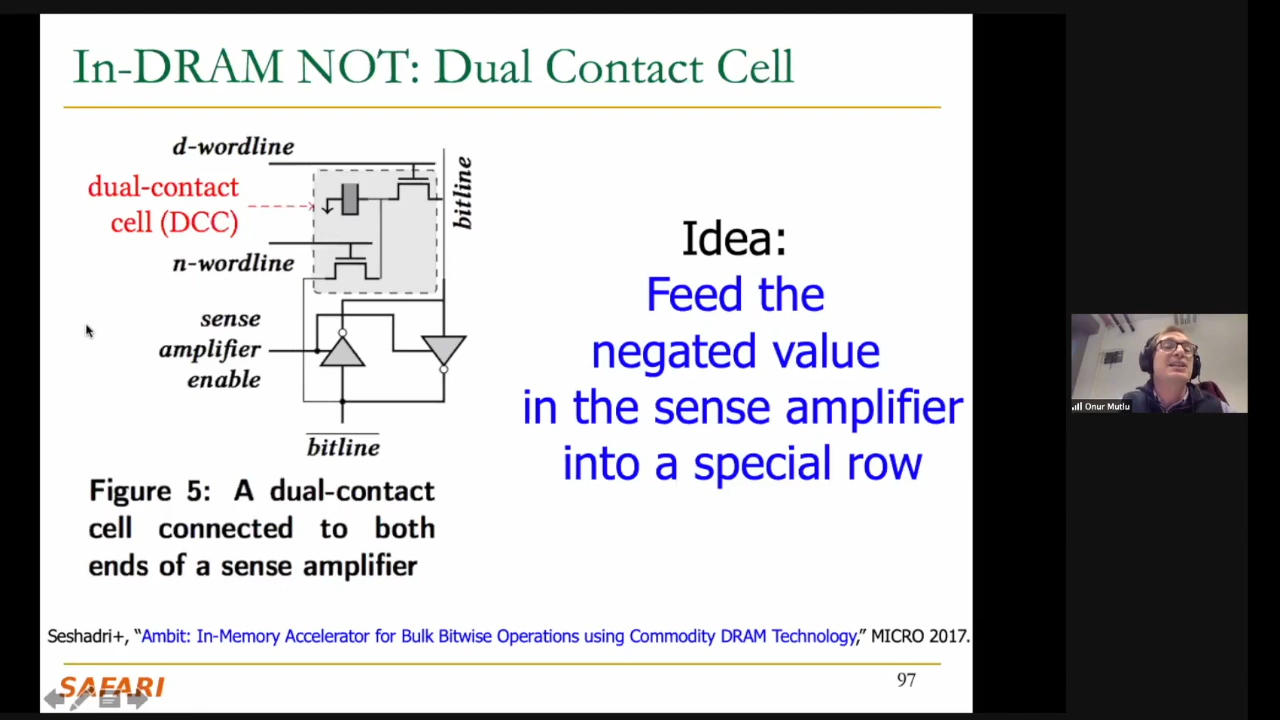 In-DRAM NOT: Dual Contact Cell
d-wordline
dual-contact
cell (DCC)
n-wordline
bitline
sense
amplifier
enable
bitline
Figure 5: A dual-contact
cell connected to both
ends of a sense amplifier
Idea:
Feed the
negated value
in the sense amplifier
into a special row
Seshadri+, “Ambit: In-Memory Accelerator for Bulk Bitwise Operations using Commodity DRAM Technology,” MICRO 2017.
SAFARI
97
Onur Mutlu